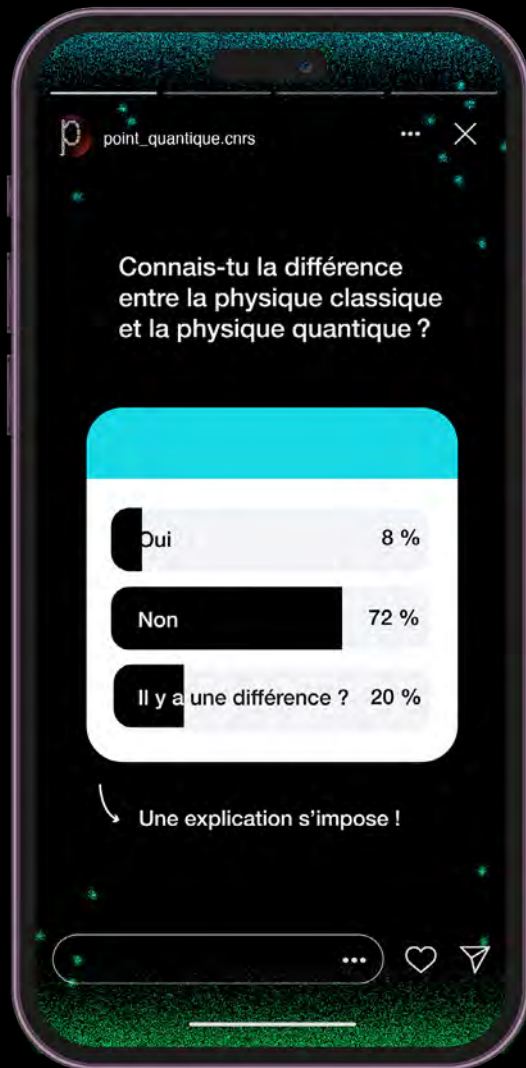 point_quantique.cnrs
Connais-tu la différence
entre la physique classique
et la physique quantique ?
Oui 8 %
Non 72 %
Il y a une différence ? 20 %
Une explication s’impose !